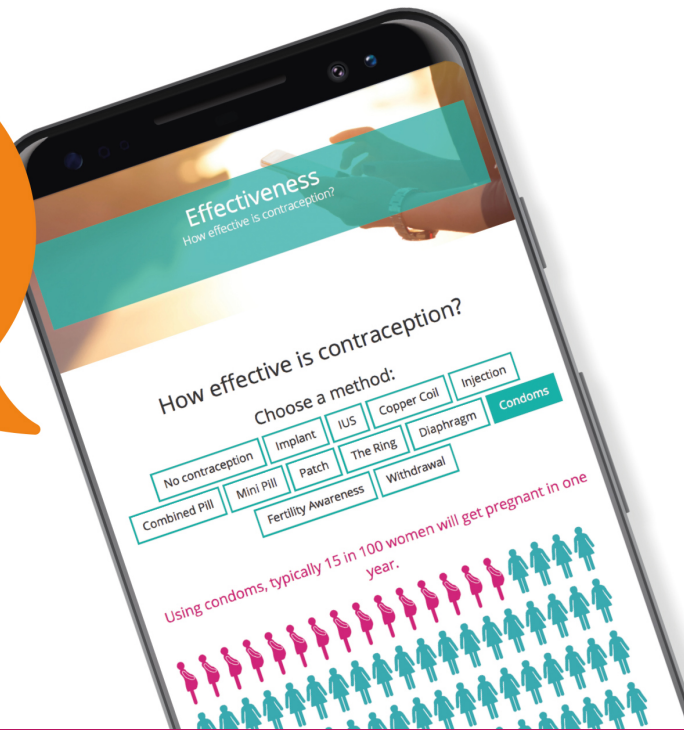 Effectiveness
How effective is contraception?
How effective is contraception?
Choose a method:
No contraception Implant IUS Copper Coil Injection
Combined Pill Mini Pill Patch The Ring Diaphragm Condoms
Fertility Awareness Withdrawal
Using condoms, typically 15 in 100 women will get pregnant in one
year.